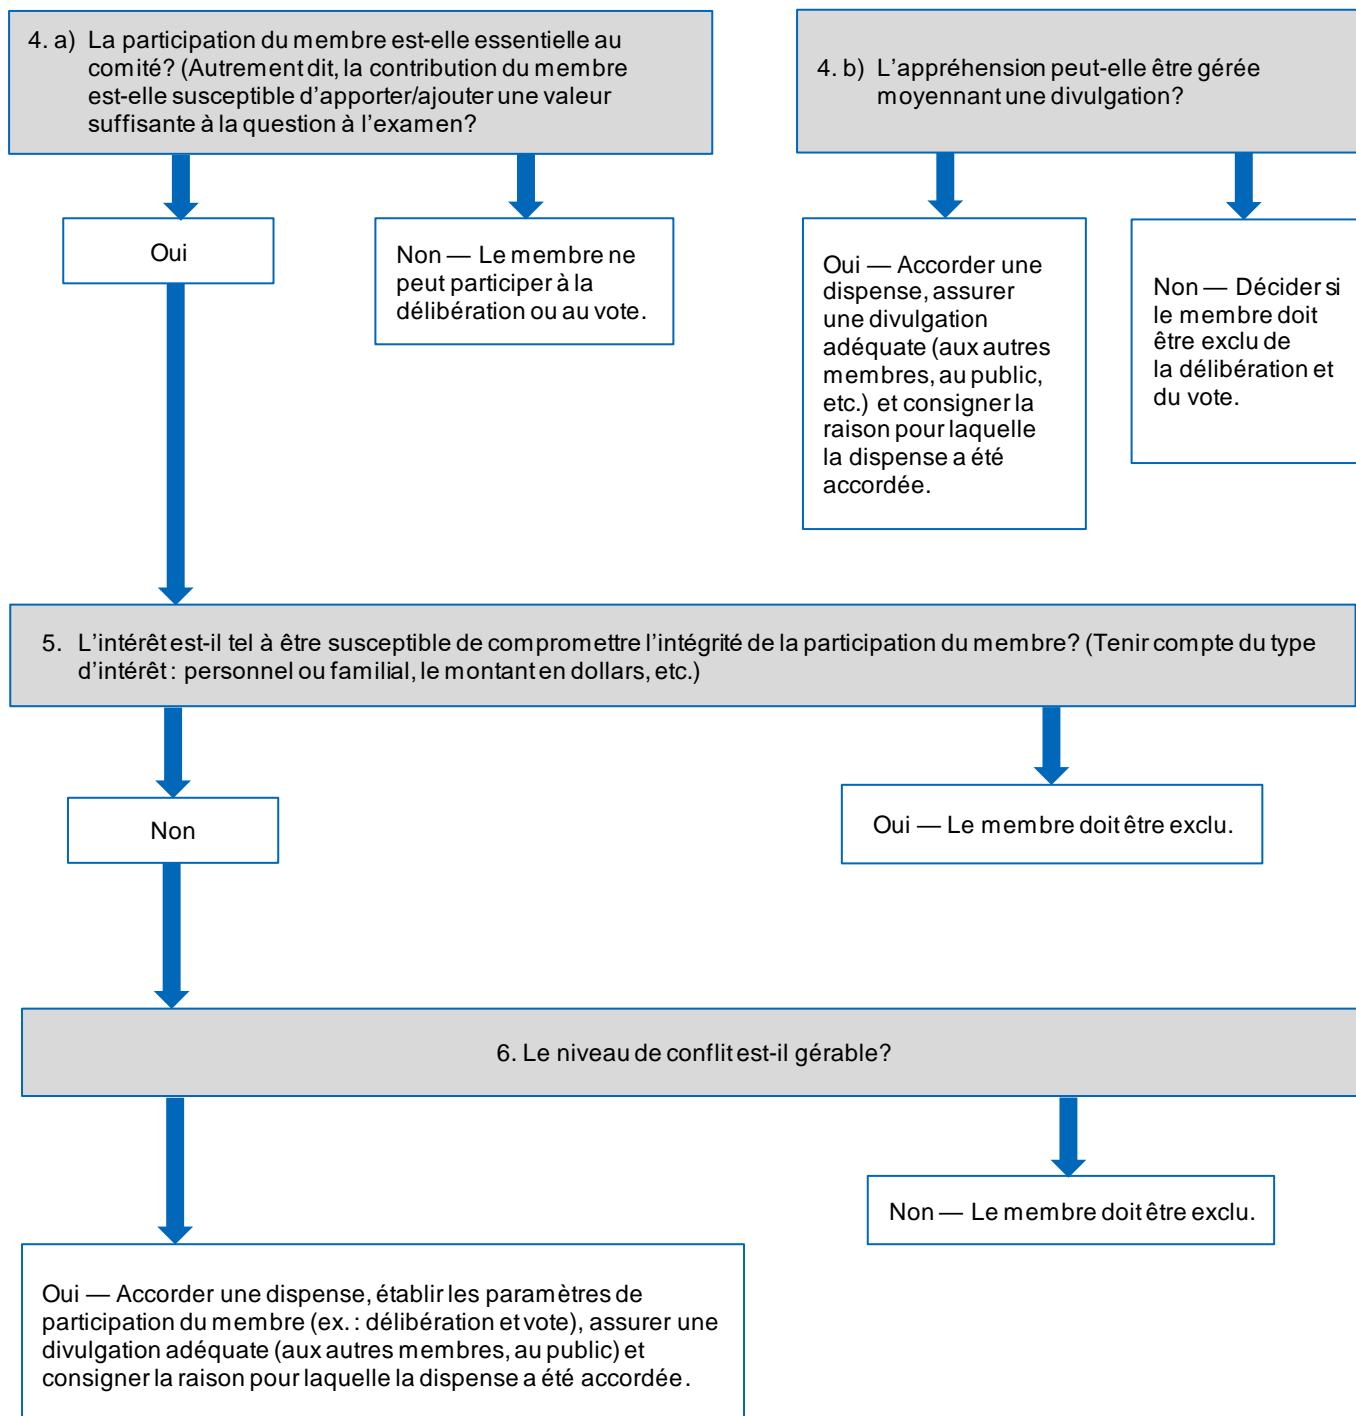 4. a) La participation du membre est-elle essentielle au
comité? (Autrement dit, la contribution du membre
est-elle susceptible d'apporter/ajouter une valeur
suffisante à la question à l'examen?
4. b) L'appréhension peut-elle être gérée
moyennant une divulgation?
Oui
Non — Le membre ne
peut participer à la
délibération ou au vote.
Oui — Accorder une
dispense, assurer
une divulgation
adéquate (aux autres
membres, au public,
etc.) et consigner la
raison pour laquelle
la dispense a été
accordée.
Non — Décider si
le membre doit
être exclu de
la délibération et
du vote.
5. L'intérêt est-il tel à être susceptible de compromettre l'intégrité de la participation du membre? (Tenir compte du type
d'intérêt : personnel ou familial, le montant en dollars, etc.)
Non
Oui — Le membre doit être exclu.
6. Le niveau de conflit est-il gérable?
Non — Le membre doit être exclu.
Oui — Accorder une dispense, établir les paramètres de
participation du membre (ex. : délibération et vote), assurer une
divulgation adéquate (aux autres membres, au public) et
consigner la raison pour laquelle la dispense a été accordée.